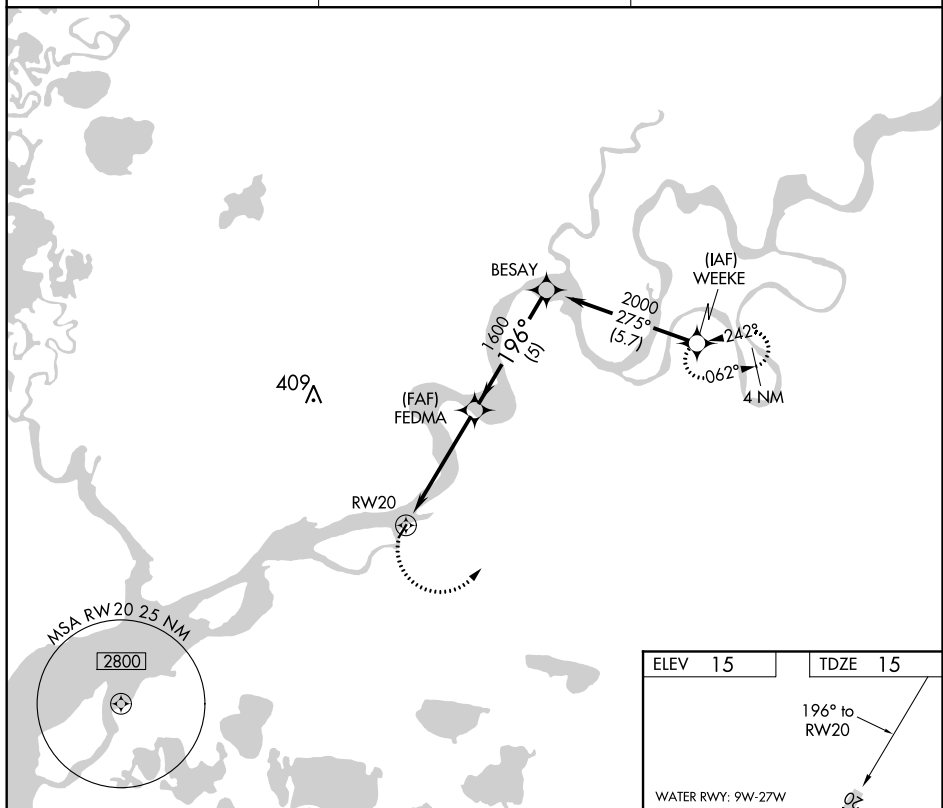 BESAY
(IAF)
WEEKE
2000
275°
(5.7)
242°
062°
4 NM
1600
196°
(5)
409
(FAF)
FEDMA
RW20
MSA RW20 25 NM
2800
ELEV 15
TDZE 15
196° to
RW20
WATER RWY: 9W-27W
20